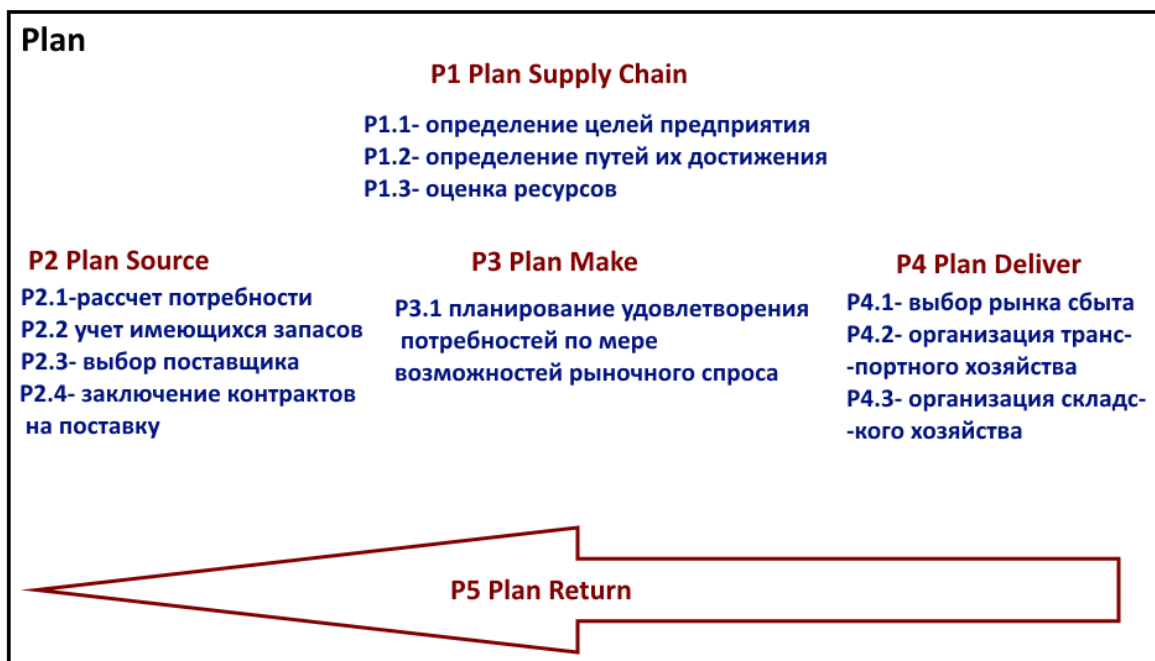 Plan
P1 Plan Supply Chain
P1.1- определение целей предприятия
P1.2- определение путей их достижения
P1.3- оценка ресурсов
P2 Plan Source
P2.1-рассчет потребности
P2.2 учет имеющихся запасов
P2.3- выбор поставщика
P2.4- заключение контрактов
на поставку
P3 Plan Make
P3.1 планирование удовлетворения
потребностей по мере
возможностей рыночного спроса
P4 Plan Deliver
P4.1- выбор рынка сбыта
P4.2- организация транс-
-портного хозяйства
P4.3- организация складс-
-кого хозяйства
P5 Plan Return